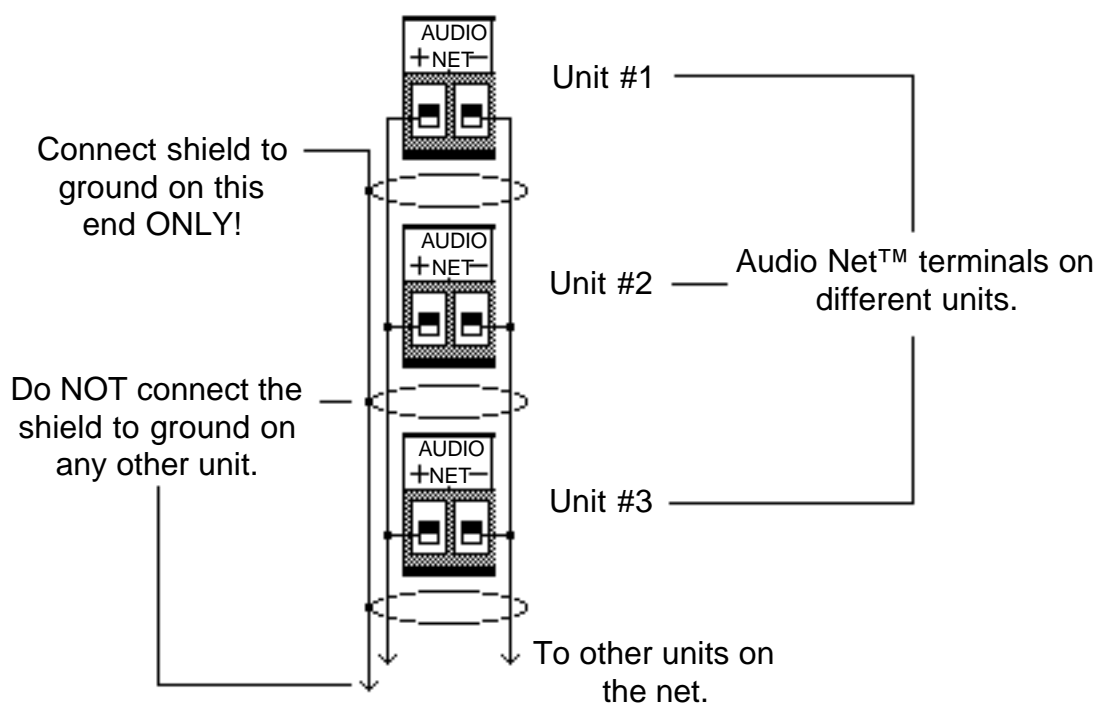 AUDIO
+NET−
Unit #1
Connect shield to
ground on this
end ONLY!
AUDIO
+NET−
Unit #2
Audio Net™ terminals on
different units.
Do NOT connect the
shield to ground on
any other unit.
AUDIO
+NET−
Unit #3
To other units on
the net.